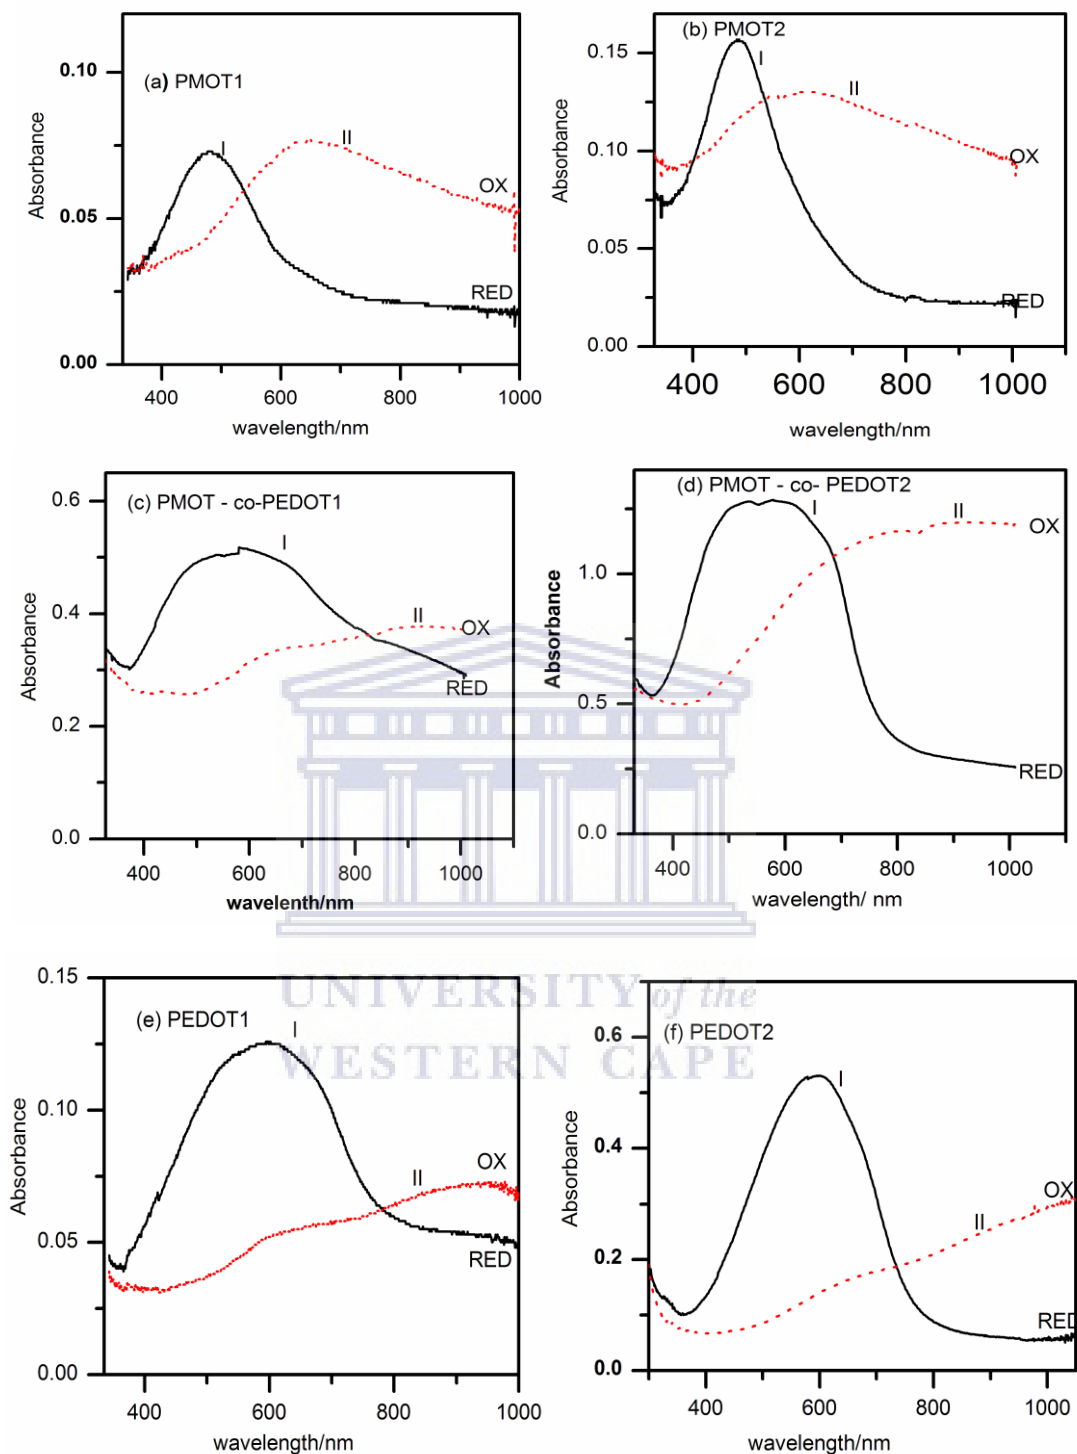 (a) PMOT1
0.10
0.05
0.00
Absorbance
I
II
OX
RED
400
600
800
1000
wavelength/nm
(b) PMOT2
0.15
0.10
0.05
0.00
Absorbance
I
II
OX
RED
400
600
800
1000
wavelength/nm
(c) PMOT - co-PEDOT1
0.6
0.4
0.2
0.0
Absorbance
I
II
OX
RED
400
600
800
1000
wavelenth/nm
(d) PMOT - co- PEDOT2
1.0
0.5
0.0
Absorbance
I
II
OX
RED
400
600
800
1000
wavelength/ nm
UNIVERSITY of the
WESTERN CAPE
(e) PEDOT1
0.15
0.10
0.05
0.00
Absorbance
I
II
OX
RED
400
600
800
1000
wavelength/nm
(f) PEDOT2
0.6
0.4
0.2
0.0
Absorbance
I
II
OX
RED
400
600
800
1000
wavelength/nm